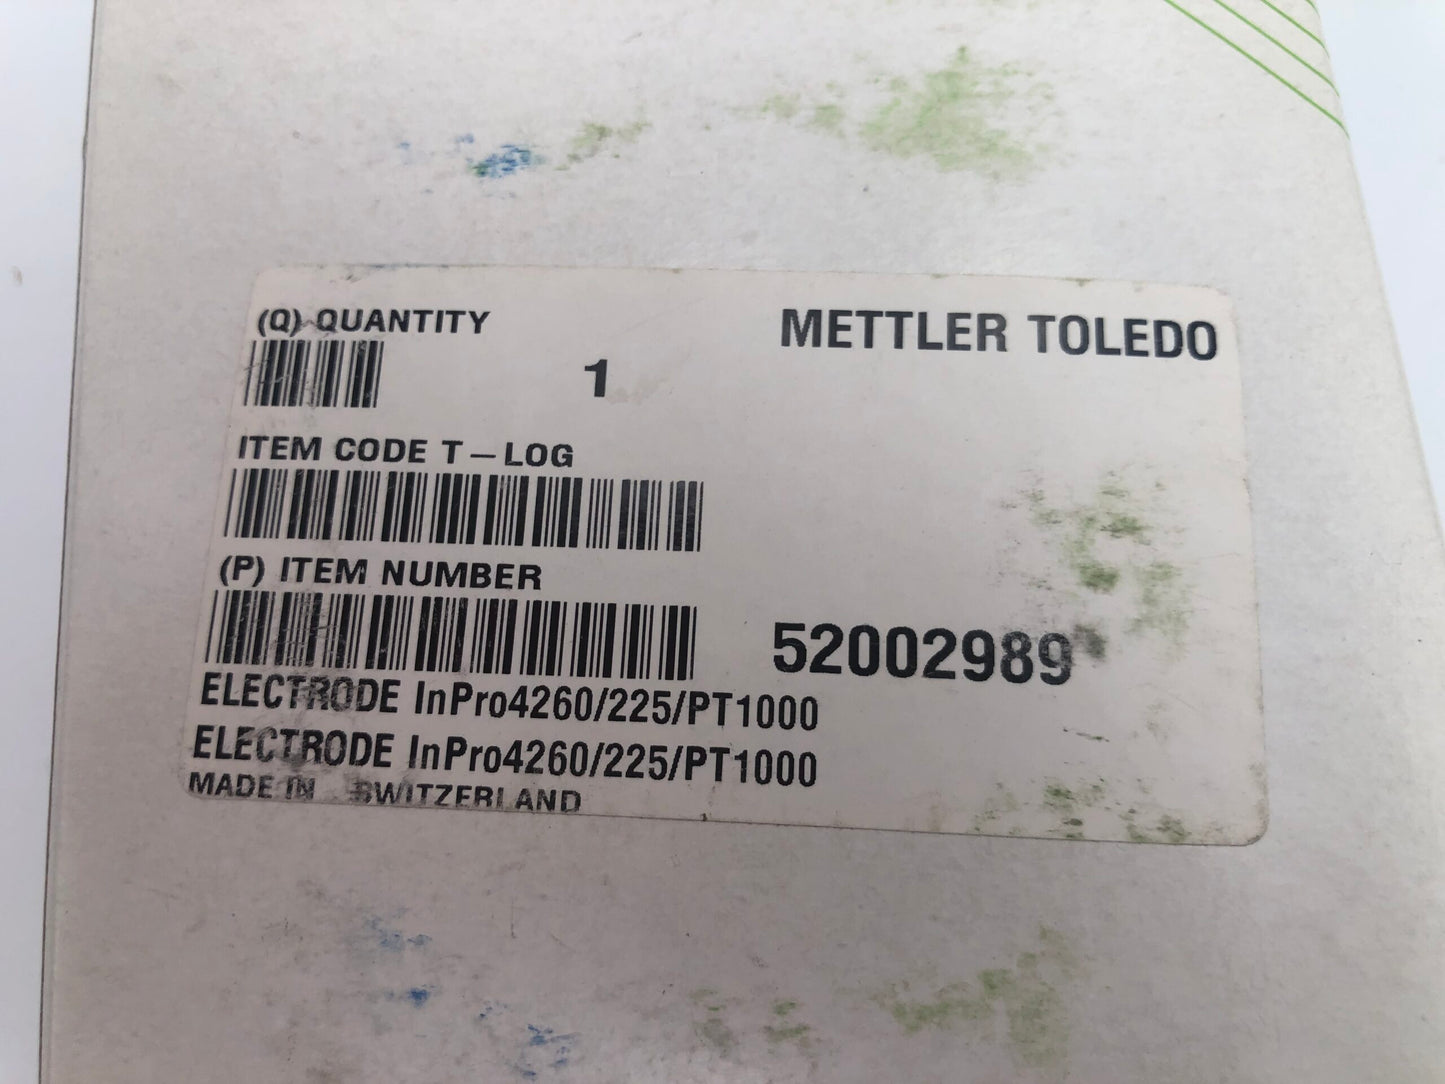 (Q) QUANTITY
METTLER TOLEDO
1
ITEM CODE T-LOG
(P) ITEM NUMBER
52002989
ELECTRODE InPro4260/225/PT1000
ELECTRODE InPro4260/225/PT1000
MADE IN SWITZERLAND